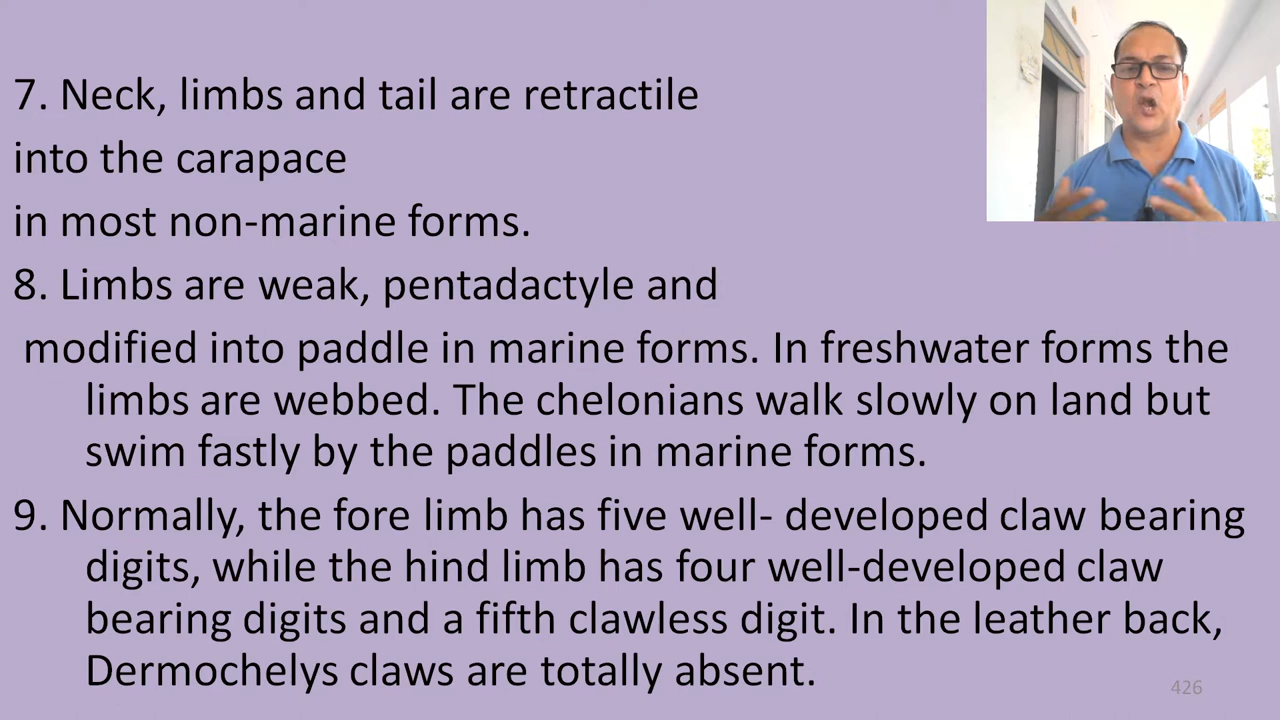 7. Neck, limbs and tail are retractile
into the carapace
in most non-marine forms.
8. Limbs are weak, pentadactyle and
modified into paddle in marine forms. In freshwater forms the
limbs are webbed. The chelonians walk slowly on land but
swim fastly by the paddles in marine forms.
9. Normally, the fore limb has five well- developed claw bearing
digits, while the hind limb has four well-developed claw
bearing digits and a fifth clawless digit. In the leather back,
Dermochelys claws are totally absent.
426